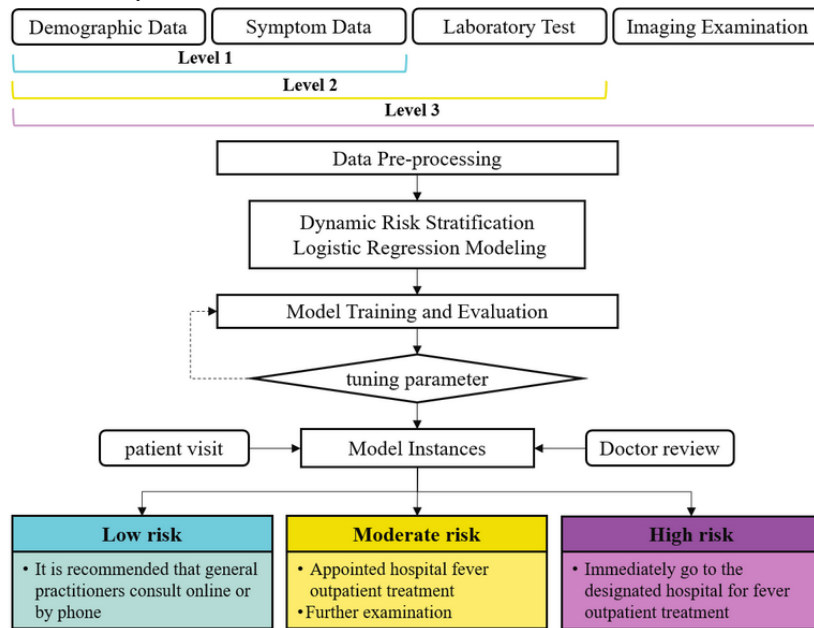 Demographic Data
Symptom Data
Laboratory Test
Imaging Examination
Level 1
Level 2
Level 3
Data Pre-processing
Dynamic Risk Stratification
Logistic Regression Modeling
Model Training and Evaluation
tuning parameter
patient visit
Model Instances
Doctor review
Low risk
• It is recommended that general
practitioners consult online or
by phone
Moderate risk
• Appointed hospital fever
outpatient treatment
• Further examination
High risk
• Immediately go to the
designated hospital for fever
outpatient treatment